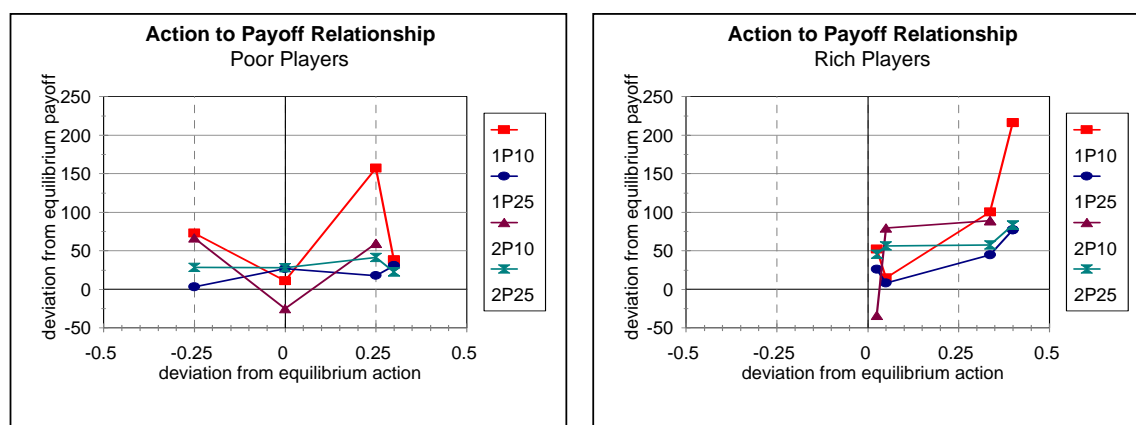 Action to Payoff Relationship
Poor Players
deviation from equilibrium payoff
250
200
150
100
50
0
-50
-0.5
-0.25
0
0.25
0.5
deviation from equilibrium action
1P10
1P25
2P10
2P25
Action to Payoff Relationship
Rich Players
deviation from equilibrium payoff
250
200
150
100
50
0
-50
-0.5
-0.25
0
0.25
0.5
deviation from equilibrium action
1P10
1P25
2P10
2P25